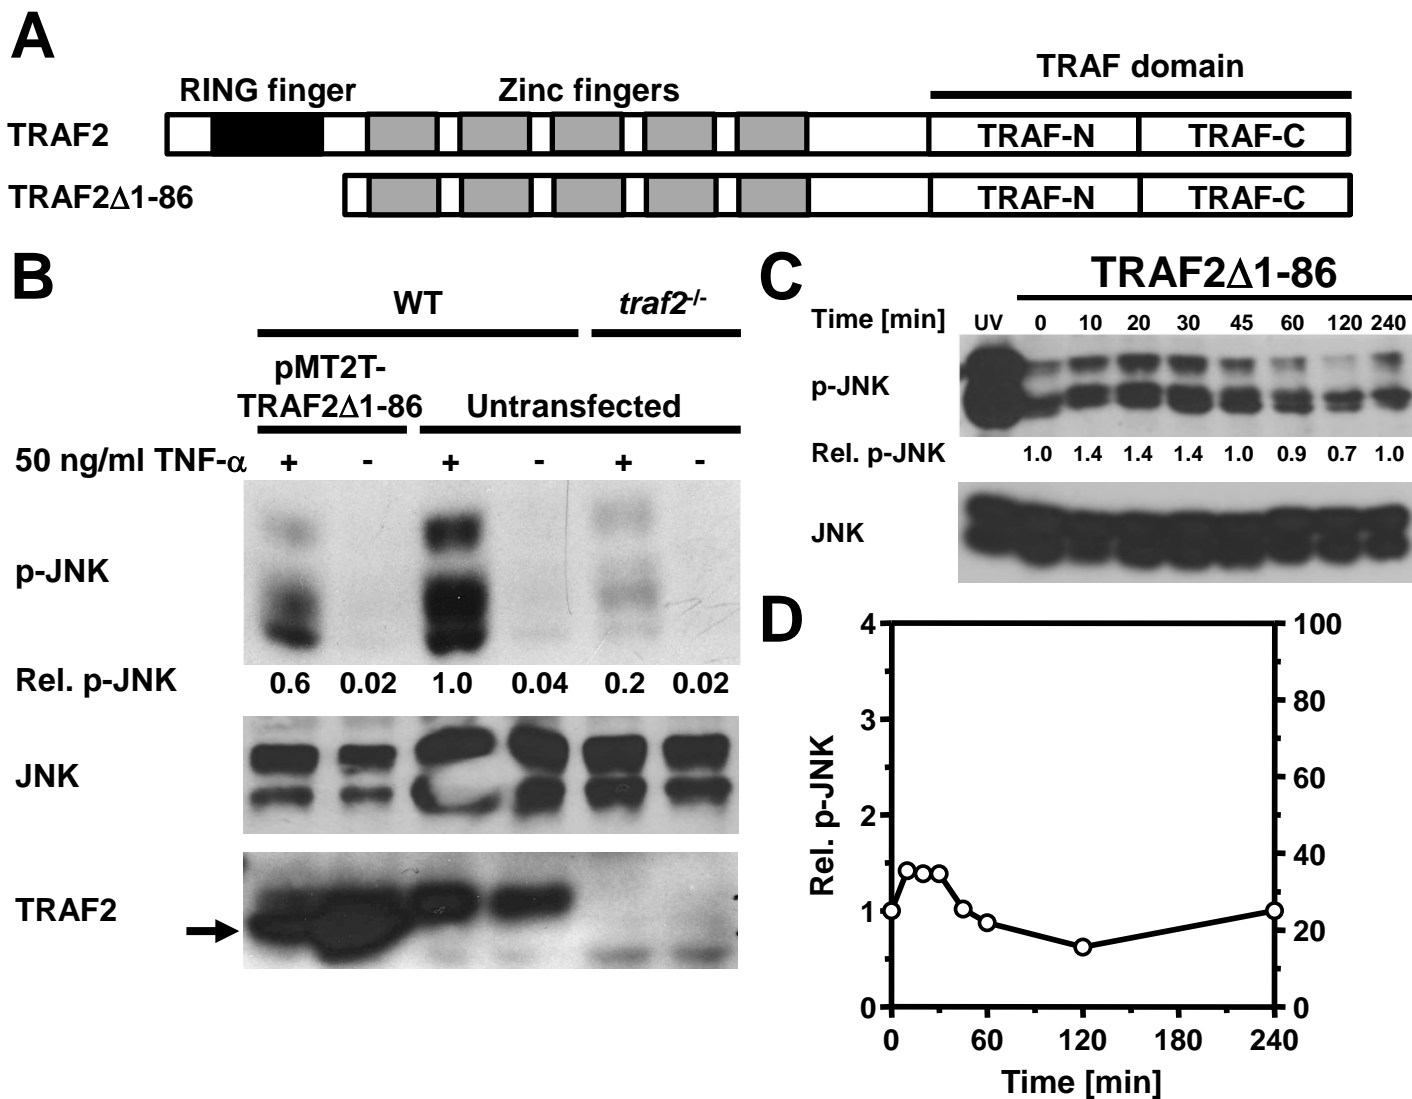 A
RING finger Zinc fingers TRAF domain
TRAF2 TRAF-N TRAF-C
TRAF2Δ1-86 TRAF-N TRAF-C
B
WT traf2-/-
pMT2T-
TRAF2Δ1-86 Untransfected
50 ng/ml TNF-α + - + - + -
p-JNK
Rel. p-JNK 0.6 0.02 1.0 0.04 0.2 0.02
JNK
TRAF2
C
TRAF2Δ1-86
Time [min] UV 0 10 20 30 45 60 120 240
p-JNK
Rel. p-JNK 1.0 1.4 1.4 1.4 1.0 0.9 0.7 1.0
JNK
D
4 100
80
3
60
2
40
1
20
0 0
Rel. p-JNK
0 60 120 180 240
Time [min]